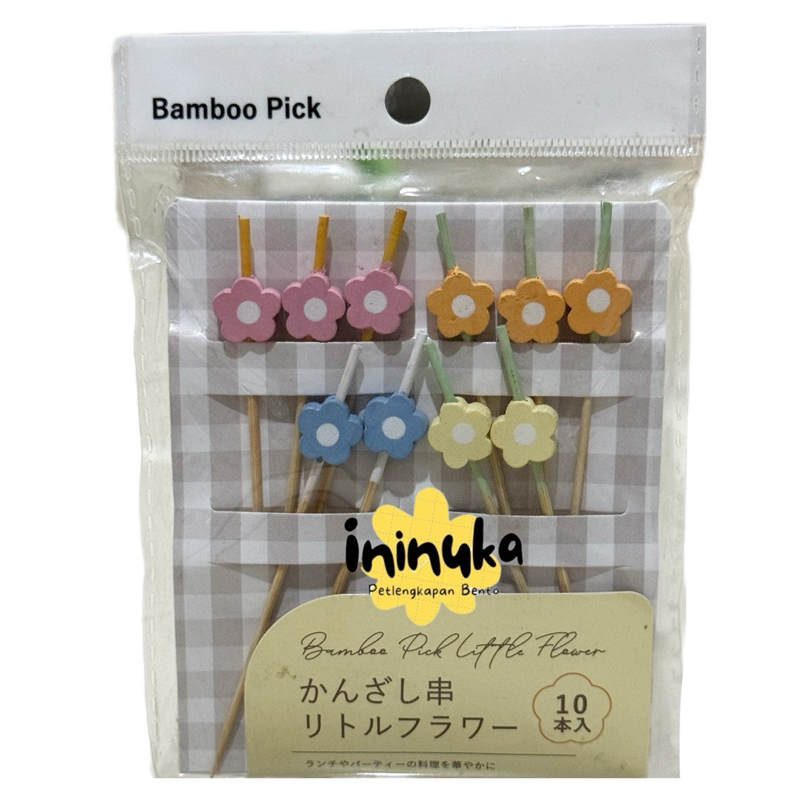 Bamboo Pick
ininuka
Petlengkapan Bento
Bamboo Pick Little Flower
かんざし串
リトルフラワー
10
本入
ランチやパーティーの料理を華やかに